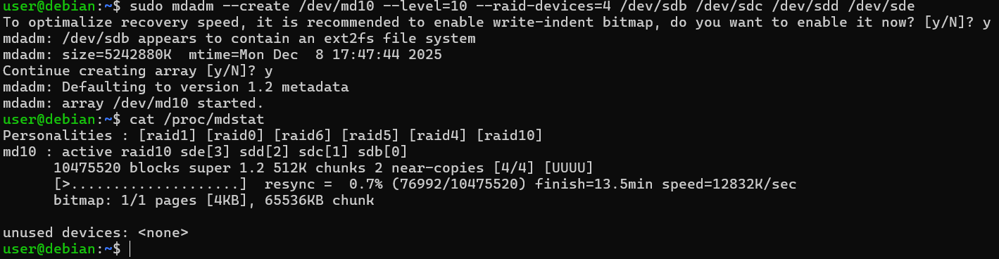 user@debian:~$ sudo mdadm --create /dev/md10 --level=10 --raid-devices=4 /dev/sdb /dev/sdc /dev/sdd /dev/sde
To optimalize recovery speed, it is recommended to enable write-indent bitmap, do you want to enable it now? [y/N]? y
mdadm: /dev/sdb appears to contain an ext2fs file system
mdadm: size=5242880K  mtime=Mon Dec  8 17:47:44 2025
Continue creating array [y/N]? y
mdadm: Defaulting to version 1.2 metadata
mdadm: array /dev/md10 started.
user@debian:~$ cat /proc/mdstat
Personalities : [raid1] [raid0] [raid6] [raid5] [raid4] [raid10]
md10 : active raid10 sde[3] sdd[2] sdc[1] sdb[0]
      10475520 blocks super 1.2 512K chunks 2 near-copies [4/4] [UUUU]
      [>....................]  resync =  0.7% (76992/10475520) finish=13.5min speed=12832K/sec
      bitmap: 1/1 pages [4KB], 65536KB chunk

unused devices: <none>
user@debian:~$